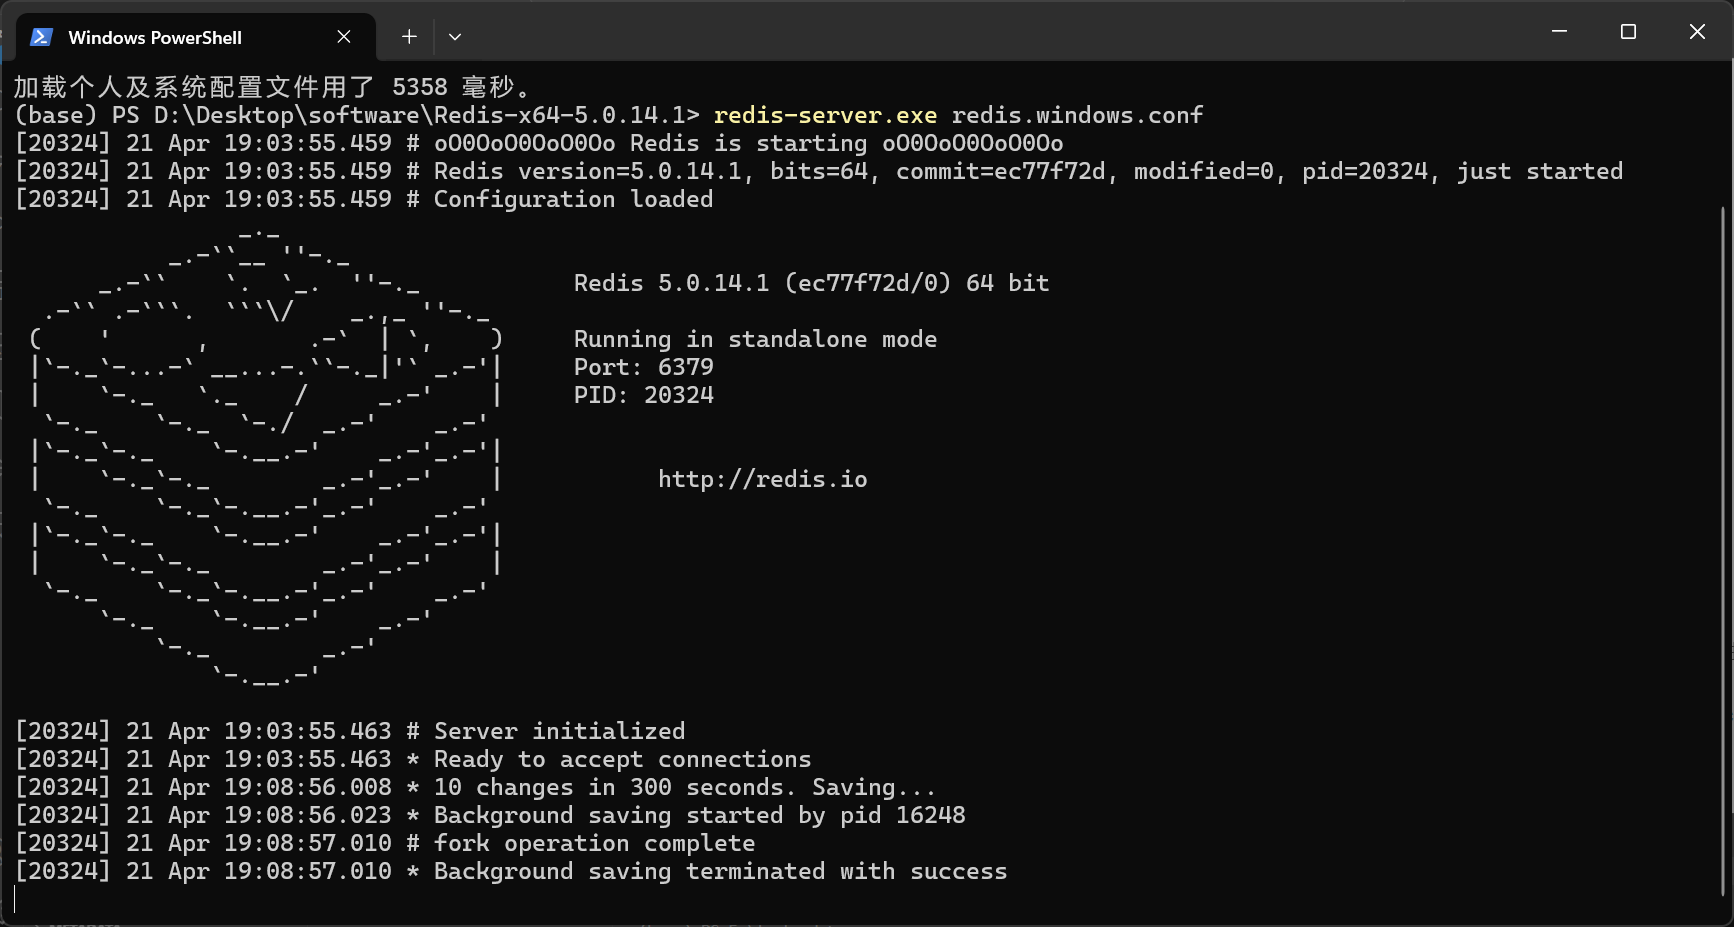 Windows PowerShell
加载个人及系统配置文件用了 5358 毫秒。
(base) PS D:\Desktop\software\Redis-x64-5.0.14.1> redis-server.exe redis.windows.conf
[20324] 21 Apr 19:03:55.459 # oO0OoO0OoO0Oo Redis is starting oO0OoO0OoO0Oo
[20324] 21 Apr 19:03:55.459 # Redis version=5.0.14.1, bits=64, commit=ec77f72d, modified=0, pid=20324, just started
[20324] 21 Apr 19:03:55.459 # Configuration loaded
Redis 5.0.14.1 (ec77f72d/0) 64 bit
Running in standalone mode
Port: 6379
PID: 20324
http://redis.io
[20324] 21 Apr 19:03:55.463 # Server initialized
[20324] 21 Apr 19:03:55.463 * Ready to accept connections
[20324] 21 Apr 19:08:56.008 * 10 changes in 300 seconds. Saving...
[20324] 21 Apr 19:08:56.023 * Background saving started by pid 16248
[20324] 21 Apr 19:08:57.010 # fork operation complete
[20324] 21 Apr 19:08:57.010 * Background saving terminated with success